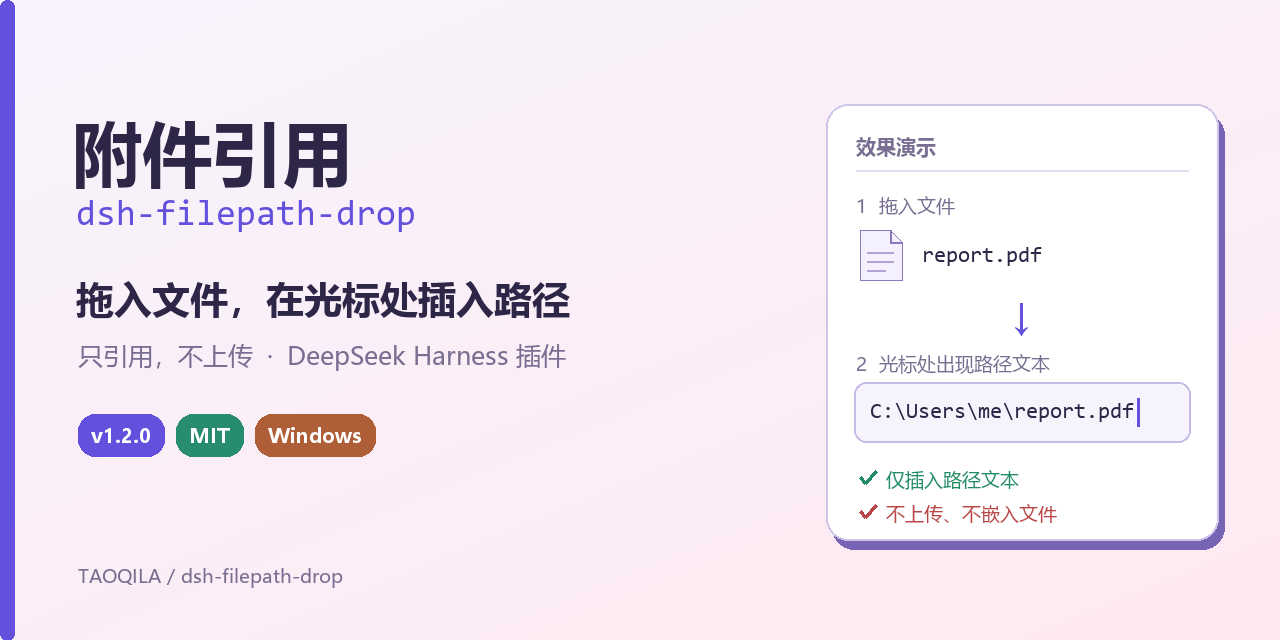 附件引用
dsh-filepath-drop
拖入文件，在光标处插入路径
只引用，不上传 · DeepSeek Harness 插件
v1.2.0 MIT Windows
TAOQILA / dsh-filepath-drop
效果演示
1 拖入文件
report.pdf
↓
2 光标处出现路径文本
C:\Users\me\report.pdf
✓ 仅插入路径文本
✓ 不上传、不嵌入文件